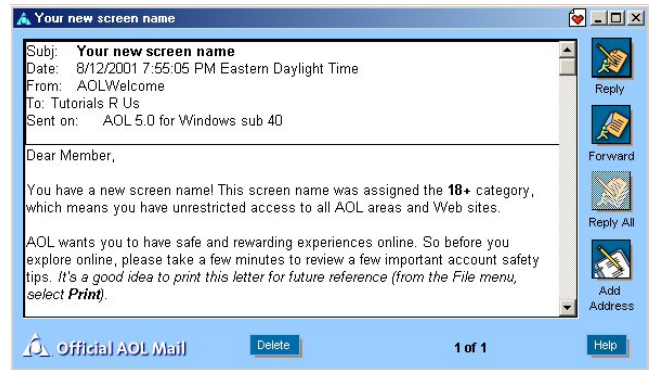 Your new screen name
Subj: Your new screen name
Date: 8/12/2001 7:55:05 PM Eastern Daylight Time
From: AOLWelcome
To: Tutorials R Us
Sent on: AOL 5.0 for Windows sub 40
Dear Member,
You have a new screen name! This screen name was assigned the 18+ category,
which means you have unrestricted access to all AOL areas and Web sites.
AOL wants you to have safe and rewarding experiences online. So before you
explore online, please take a few minutes to review a few important account safety
tips. It's a good idea to print this letter for future reference (from the File menu,
select Print).
Reply
Forward
Reply All
Add
Address
Official AOL Mail
Delete
1 of 1
Help